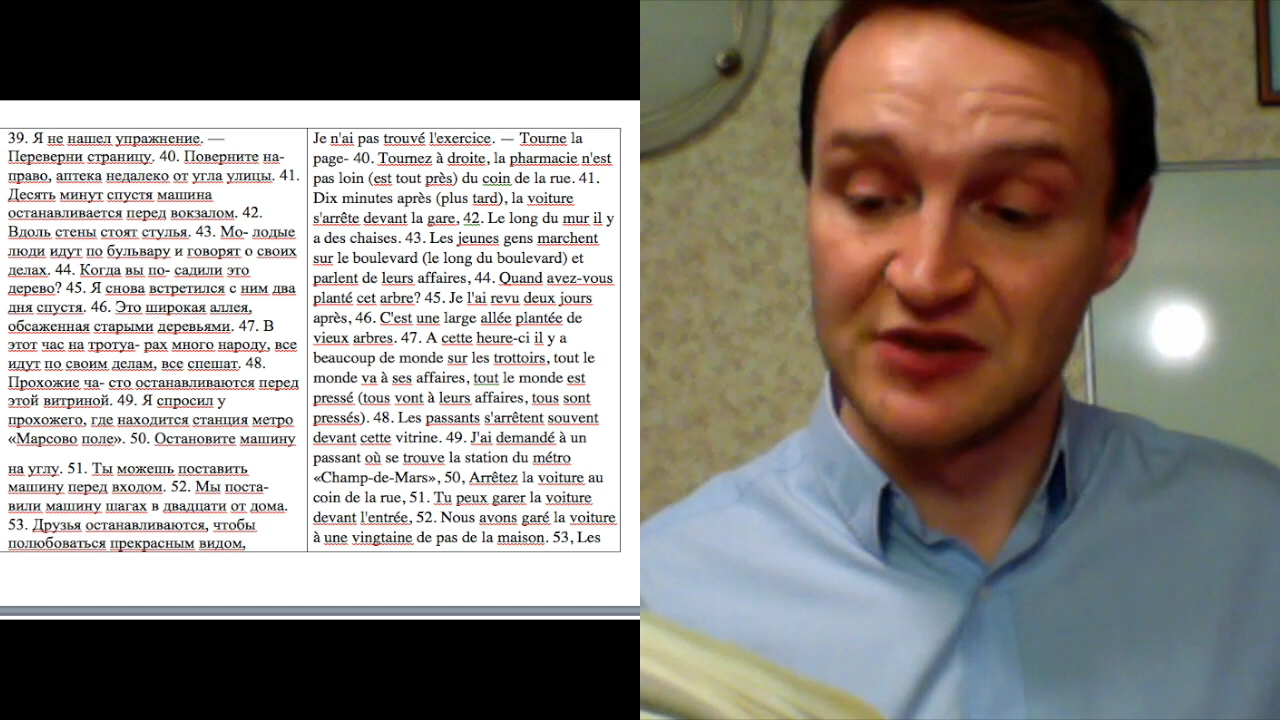 39. Я не нашел упражнение. —
Переверни страницу. 40. Поверните на-
право, аптека недалеко от угла улицы. 41.
Десять минут спустя машина
останавливается перед вокзалом. 42.
Вдоль стены стоят стулья. 43. Мо- лодые
люди идут по бульвару и говорят о своих
делах. 44. Когда вы по- садили это
дерево? 45. Я снова встретился с ним два
дня спустя. 46. Это широкая аллея,
обсаженная старыми деревьями. 47. В
этот час на тротуа- рах много народу, все
идут по своим делам, все спешат. 48.
Прохожие ча- сто останавливаются перед
этой витриной. 49. Я спросил у
прохожего, где находится станция метро
«Марсово поле». 50. Остановите машину
на углу. 51. Ты можешь поставить
машину перед входом. 52. Мы поста-
вили машину шагах в двадцати от дома.
53. Друзья останавливаются, чтобы
полюбоваться прекрасным видом,
Je n'ai pas trouvé l'exercice. — Tourne la
page- 40. Tournez à droite, la pharmacie n'est
pas loin (est tout près) du coin de la rue. 41.
Dix minutes après (plus tard), la voiture
s'arrête devant la gare, 42. Le long du mur il y
a des chaises. 43. Les jeunes gens marchent
sur le boulevard (le long du boulevard) et
parlent de leurs affaires, 44. Quand avez-vous
planté cet arbre? 45. Je l'ai revu deux jours
après, 46. C'est une large allée plantée de
vieux arbres. 47. A cette heure-ci il y a
beaucoup de monde sur les trottoirs, tout le
monde va à ses affaires, tout le monde est
pressé (tous vont à leurs affaires, tous sont
pressés). 48. Les passants s'arrêtent souvent
devant cette vitrine. 49. J'ai demandé à un
passant où se trouve la station du métro
«Champ-de-Mars», 50, Arrêtez la voiture au
coin de la rue, 51. Tu peux garer la voiture
devant l'entrée, 52. Nous avons garé la voiture
à une vingtaine de pas de la maison. 53, Les